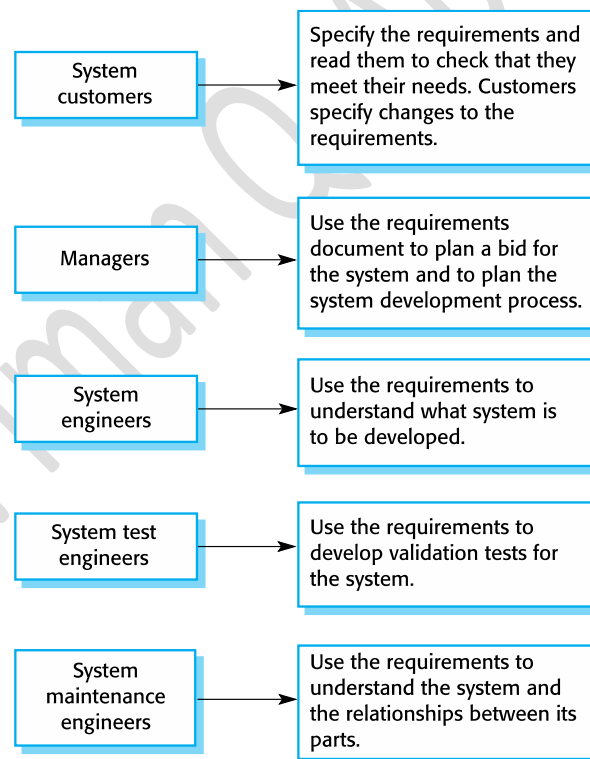 System
customers
Specify the requirements and
read them to check that they
meet their needs. Customers
specify changes to the
requirements.
Managers
Use the requirements
document to plan a bid for
the system and to plan the
system development process.
System
engineers
Use the requirements to
understand what system is
to be developed.
System test
engineers
Use the requirements to
develop validation tests for
the system.
System
maintenance
engineers
Use the requirements to
understand the system and
the relationships between its
parts.